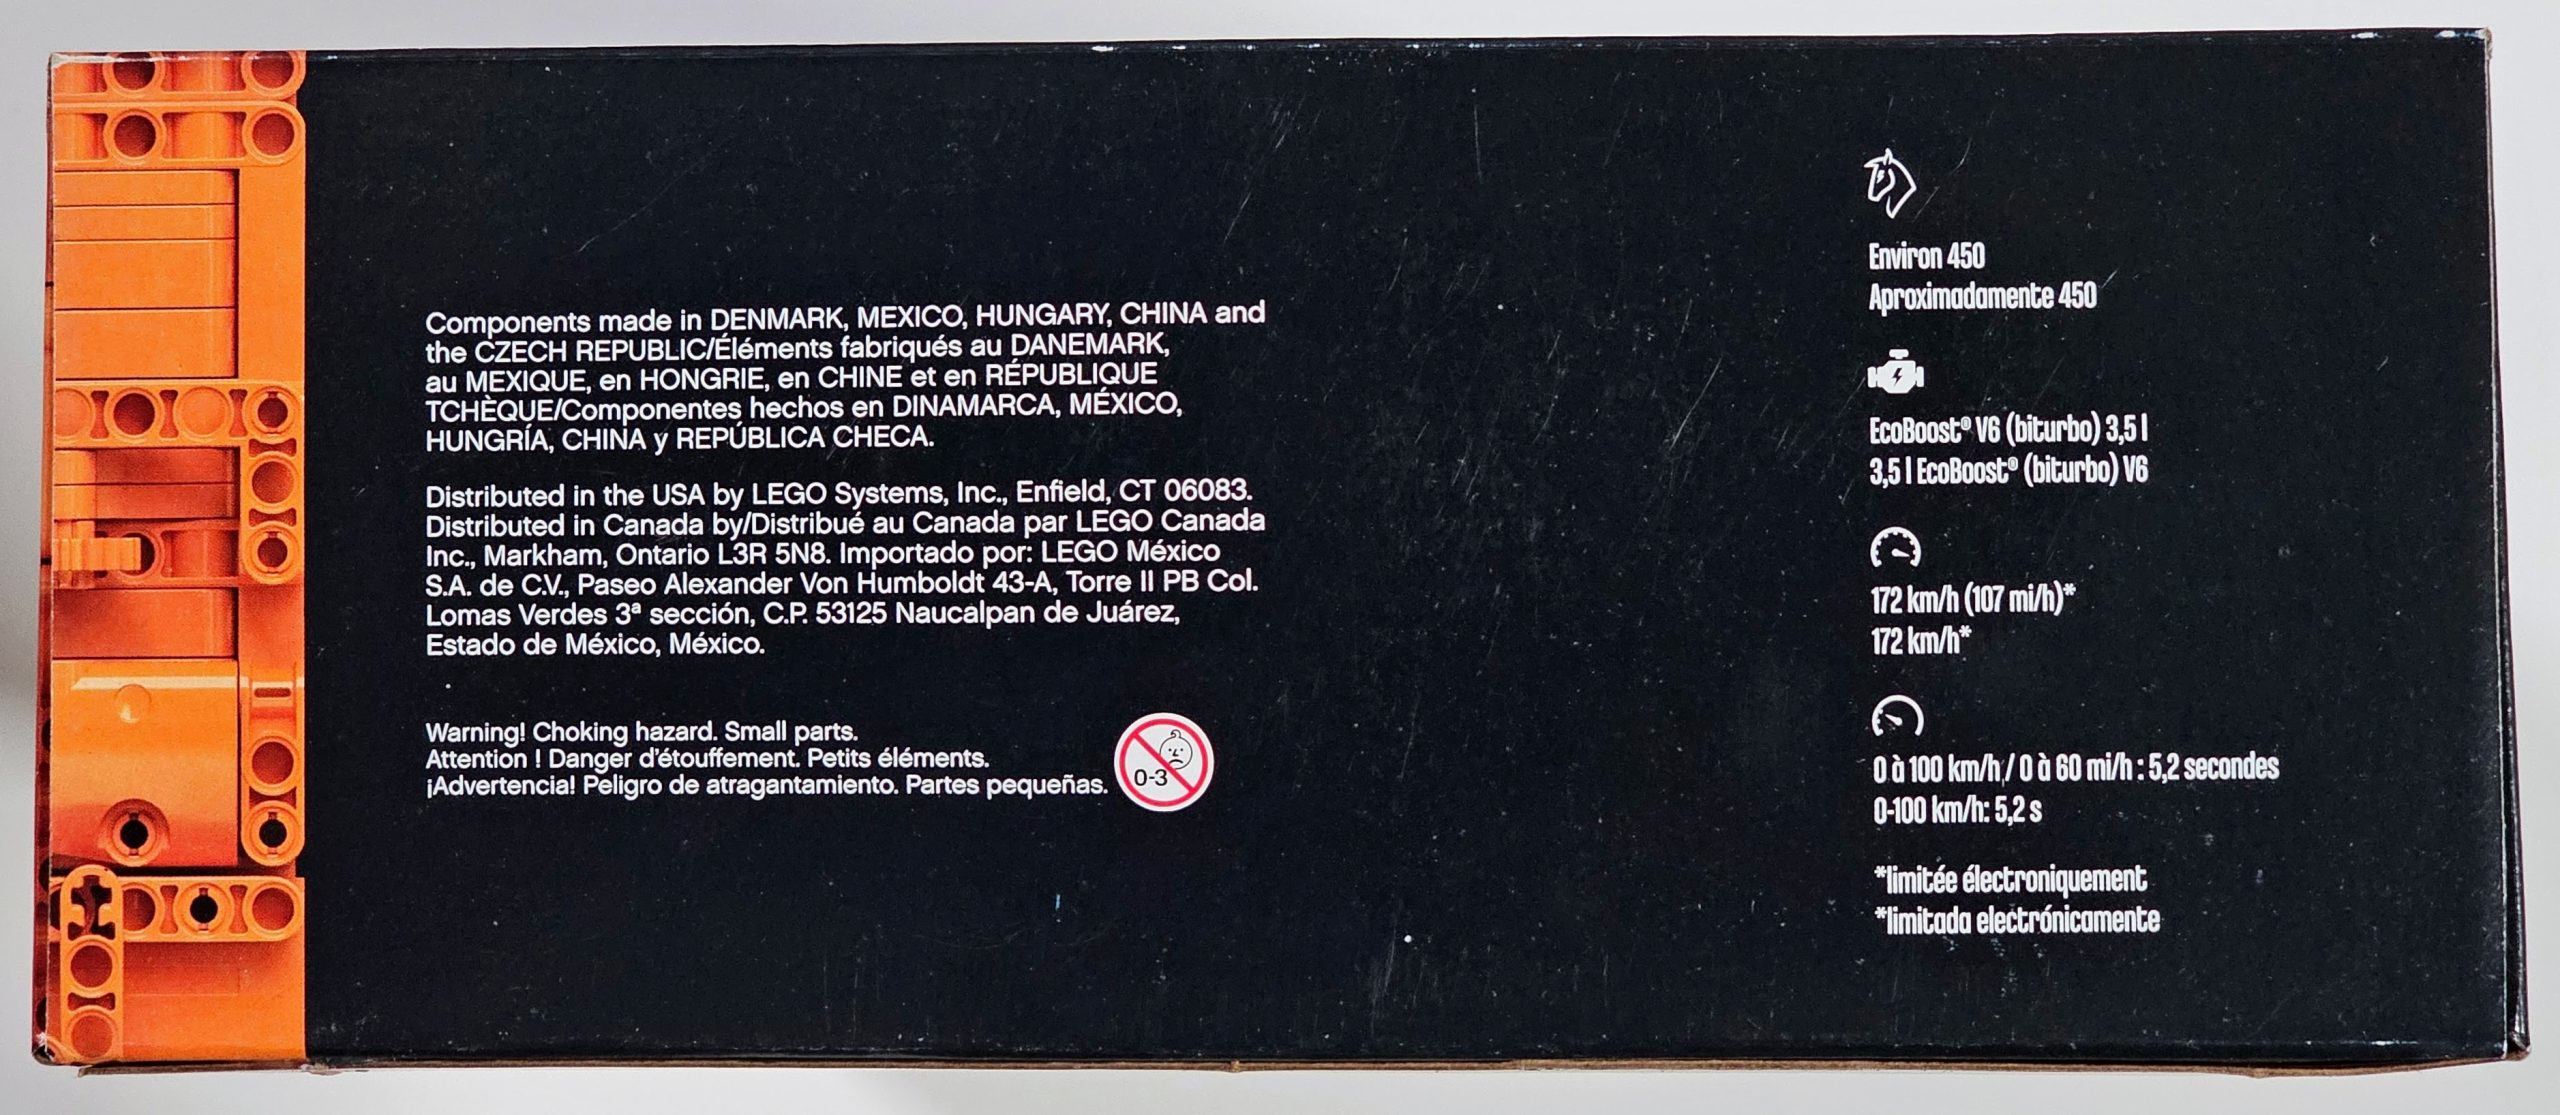 Components made in DENMARK, MEXICO, HUNGARY, CHINA and
the CZECH REPUBLIC/Éléments fabriqués au DANEMARK,
au MEXIQUE, en HONGRIE, en CHINE et en RÉPUBLIQUE
TCHÈQUE/Componentes hechos en DINAMARCA, MÉXICO,
HUNGRÍA, CHINA y REPÚBLICA CHECA.
Distributed in the USA by LEGO Systems, Inc., Enfield, CT 06083.
Distributed in Canada by/Distribué au Canada par LEGO Canada
Inc., Markham, Ontario L3R 5N8. Importado por: LEGO México
S.A. de C.V., Paseo Alexander Von Humboldt 43-A, Torre II PB Col.
Lomas Verdes 3ª sección, C.P. 53125 Naucalpan de Juárez,
Estado de México, México.
Warning! Choking hazard. Small parts.
Attention ! Danger d'étouffement. Petits éléments.
¡Advertencia! Peligro de atragantamiento. Partes pequeñas.
0-3
Environ 450
Aproximadamente 450
EcoBoost® V6 (biturbo) 3,5 l
3,5 l EcoBoost® (biturbo) V6
172 km/h (107 mi/h)*
172 km/h*
0 à 100 km/h / 0 à 60 mi/h : 5,2 secondes
0-100 km/h: 5,2 s
*limitée électroniquement
*limitada electrónicamente